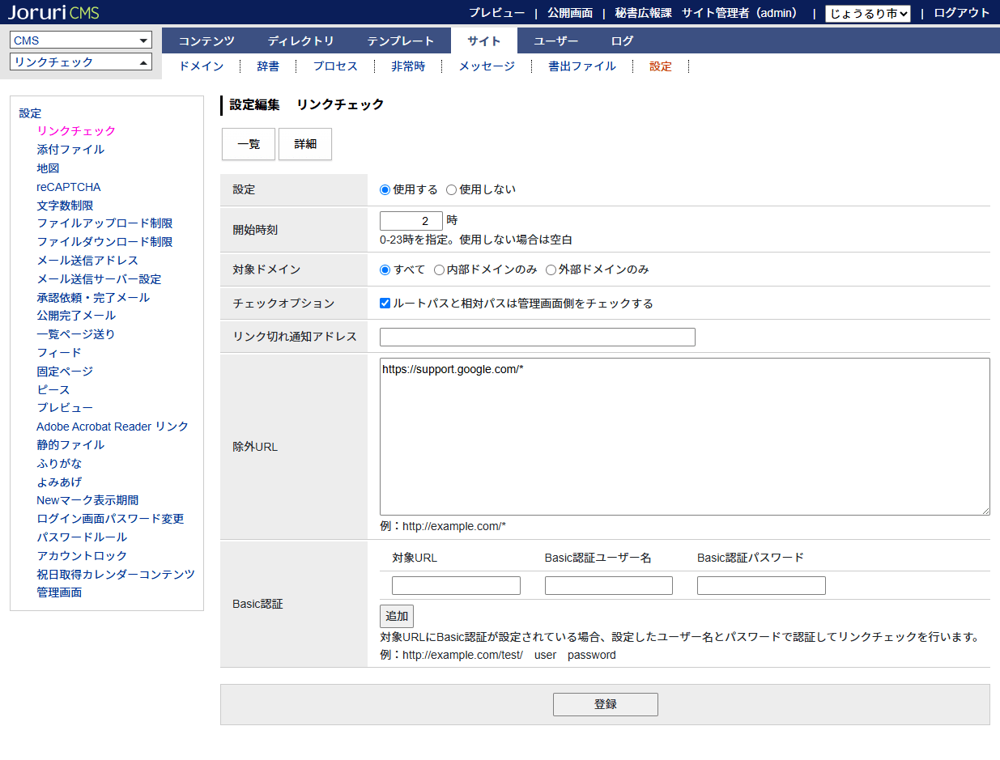 Joruri CMS
プレビュー | 公開画面 | 秘書広報課 サイト管理者（admin） | じょうるり市 | ログアウト
CMS
リンクチェック
コンテンツ ディレクトリ テンプレート サイト ユーザー ログ
ドメイン 辞書 プロセス 非常時 メッセージ 書出ファイル 設定
設定
リンクチェック
添付ファイル
地図
reCAPTCHA
文字数制限
ファイルアップロード制限
ファイルダウンロード制限
メール送信アドレス
メール送信サーバー設定
承認依頼・完了メール
公開完了メール
一覧ページ送り
フィード
固定ページ
ピース
プレビュー
Adobe Acrobat Reader リンク
静的ファイル
ふりがな
よみあげ
Newマーク表示期間
ログイン画面パスワード変更
パスワードルール
アカウントロック
祝日取得カレンダーコンテンツ
管理画面
設定編集 リンクチェック
一覧 詳細
設定 使用する 使用しない
開始時刻 2 時
0-23時を指定。使用しない場合は空白
対象ドメイン すべて 内部ドメインのみ 外部ドメインのみ
チェックオプション ルートパスと相対パスは管理画面側をチェックする
リンク切れ通知アドレス
除外URL
https://support.google.com/*
例：http://example.com/*
Basic認証
対象URL Basic認証ユーザー名 Basic認証パスワード
追加
対象URLにBasic認証が設定されている場合、設定したユーザー名とパスワードで認証してリンクチェックを行います。
例：http://example.com/test/ user password
登録